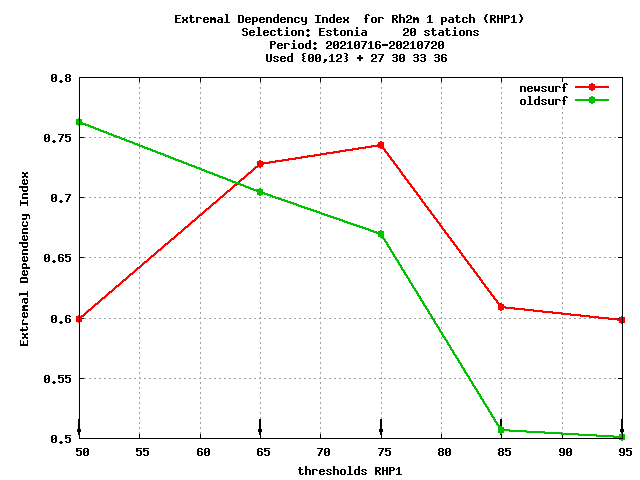 Extremal Dependency Index  for Rh2m 1 patch (RHP1)
Selection: Estonia     20 stations
Period: 20210716-20210720
Used {00,12} + 27 30 33 36
newsurf
oldsurf
0.8
0.75
0.7
0.65
0.6
0.55
0.5
Extremal Dependency Index
50 55 60 65 70 75 80 85 90 95
thresholds RHP1